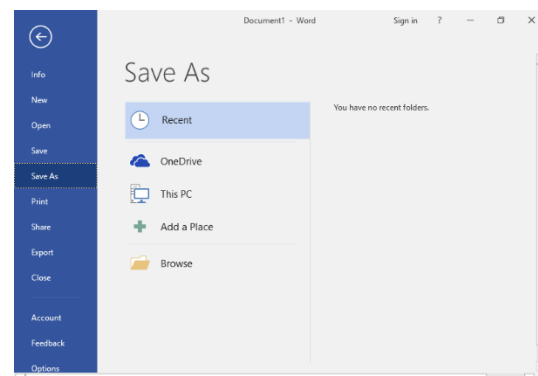 Document1 - Word
Sign in
?
Info
New
Open
Save
Save As
Print
Share
Export
Close
Account
Feedback
Options
Save As
Recent
OneDrive
This PC
Add a Place
Browse
You have no recent folders.